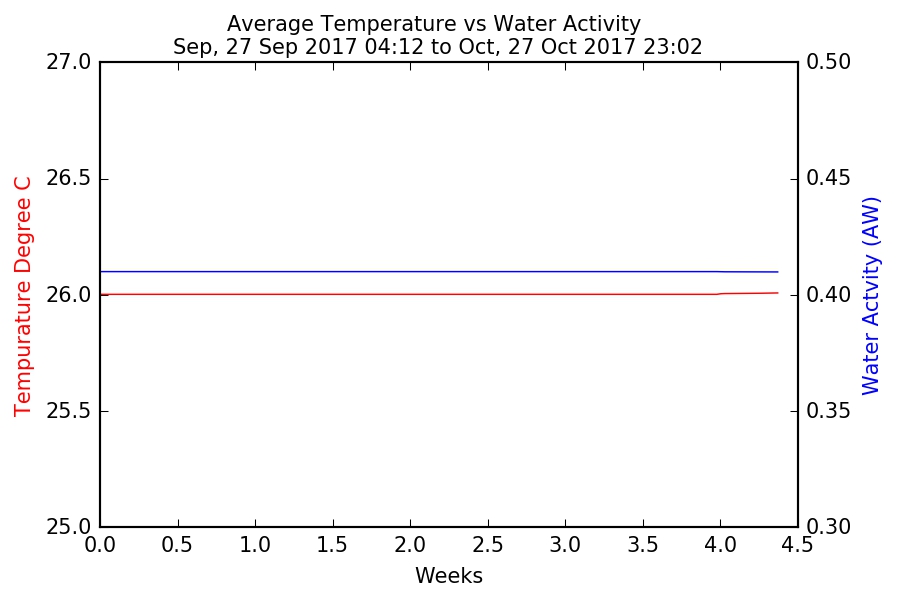 Average Temperature vs Water Activity
Sep, 27 Sep 2017 04:12 to Oct, 27 Oct 2017 23:02
27.0
26.5
26.0
25.5
25.0
Tempurature Degree C
0.50
0.45
0.40
0.35
0.30
Water Actvity (AW)
0.0 0.5 1.0 1.5 2.0 2.5 3.0 3.5 4.0 4.5
Weeks